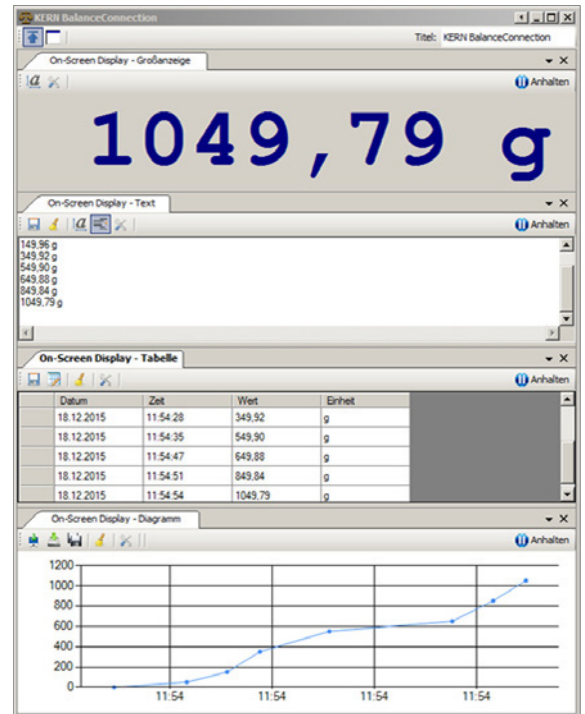 KERN BalanceConnection
Titel: KERN BalanceConnection
On-Screen Display - Großanzeige
Anhalten
1049,79 g
On-Screen Display - Text
Anhalten
149,96 g
349,92 g
549,90 g
649,88 g
849,84 g
1049,79 g
On-Screen Display - Tabelle
Anhalten
Datum Zeit Wert Einheit
18.12.2015 11:54:28 349,92 g
18.12.2015 11:54:35 549,90 g
18.12.2015 11:54:47 649,88 g
18.12.2015 11:54:51 849,84 g
18.12.2015 11:54:54 1049,79 g
On-Screen Display - Diagramm
Anhalten
1200
1000
800
600
400
200
0
11:54 11:54 11:54 11:54